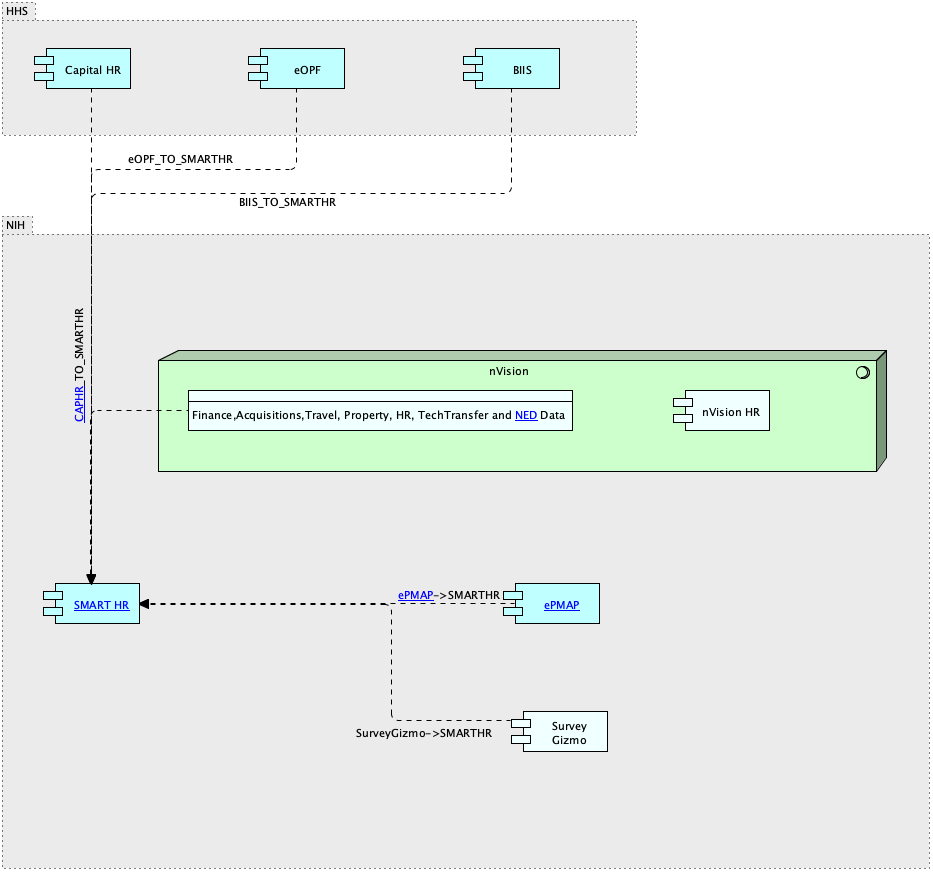 HHS
Capital HR
eOPF
BIIS
eOPF_TO_SMARTHR
BIIS_TO_SMARTHR
NIH
CAPHR_TO_SMARTHR
nVision
Finance,Acquisitions,Travel, Property, HR, TechTransfer and NED Data
nVision HR
SMART HR
ePMAP->SMARTHR
ePMAP
SurveyGizmo->SMARTHR
Survey
Gizmo